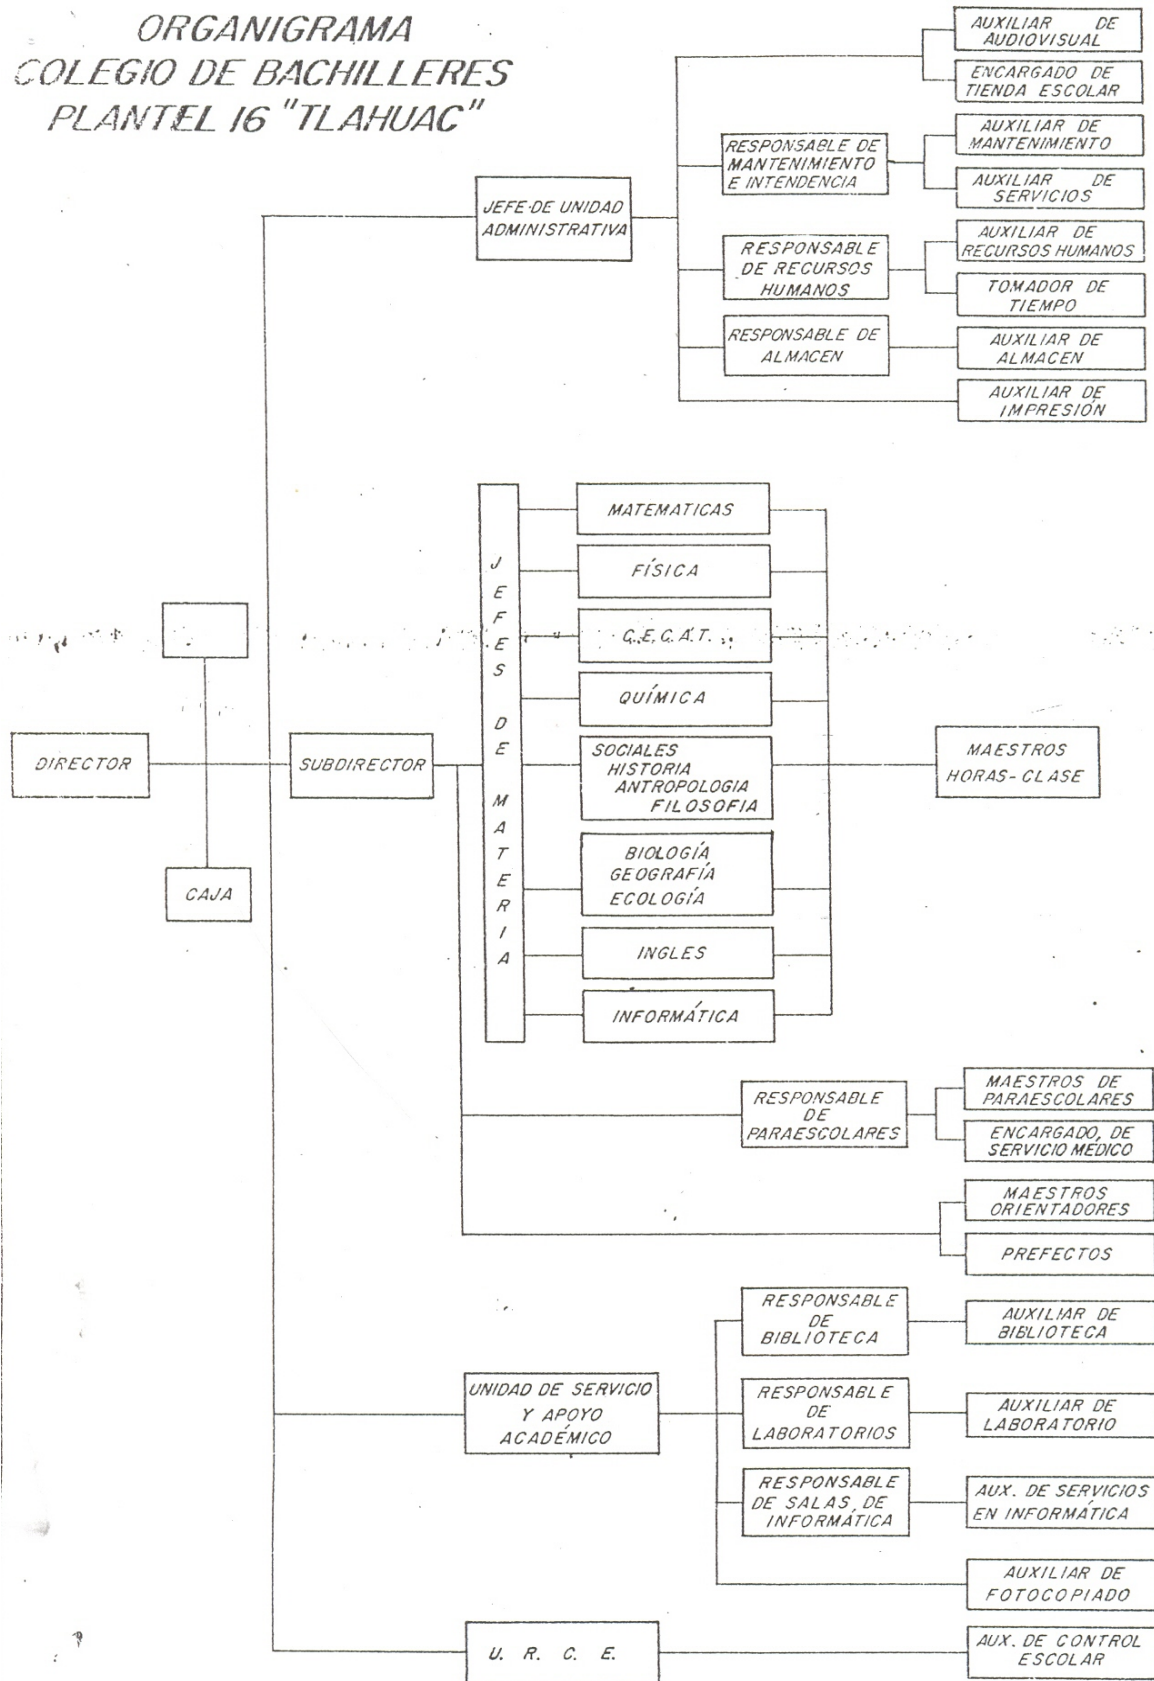 ORGANIGRAMA
COLEGIO DE BACHILLERES
PLANTEL 16 "TLAHUAC"
AUXILIAR DE
AUDIOVISUAL
ENCARGADO DE
TIENDA ESCOLAR
RESPONSABLE DE
MANTENIMIENTO
E INTENDENCIA
AUXILIAR DE
MANTENIMIENTO
AUXILIAR DE
SERVICIOS
JEFE DE UNIDAD
ADMINISTRATIVA
RESPONSABLE
DE RECURSOS
HUMANOS
AUXILIAR DE
RECURSOS HUMANOS
TOMADOR DE
TIEMPO
RESPONSABLE DE
ALMACEN
AUXILIAR DE
ALMACEN
AUXILIAR DE
IMPRESIÓN
DIRECTOR
CAJA
SUBDIRECTOR
JEFES DE MATERIA
MATEMATICAS
FÍSICA
C.E.C.A.T.
QUÍMICA
SOCIALES
HISTORIA
ANTROPOLOGIA
FILOSOFIA
BIOLOGÍA
GEOGRAFÍA
ECOLOGÍA
INGLES
INFORMÁTICA
MAESTROS
HORAS-CLASE
RESPONSABLE
DE
PARAESCOLARES
MAESTROS DE
PARAESCOLARES
ENCARGADO, DE
SERVICIO MEDICO
MAESTROS
ORIENTADORES
PREFECTOS
UNIDAD DE SERVICIO
Y APOYO
ACADÉMICO
RESPONSABLE
DE
BIBLIOTECA
AUXILIAR DE
BIBLIOTECA
RESPONSABLE
DE
LABORATORIOS
AUXILIAR DE
LABORATORIO
RESPONSABLE
DE SALAS DE
INFORMÁTICA
AUX. DE SERVICIOS
EN INFORMÁTICA
AUXILIAR DE
FOTOCOPIADO
U. R. C. E.
AUX. DE CONTROL
ESCOLAR